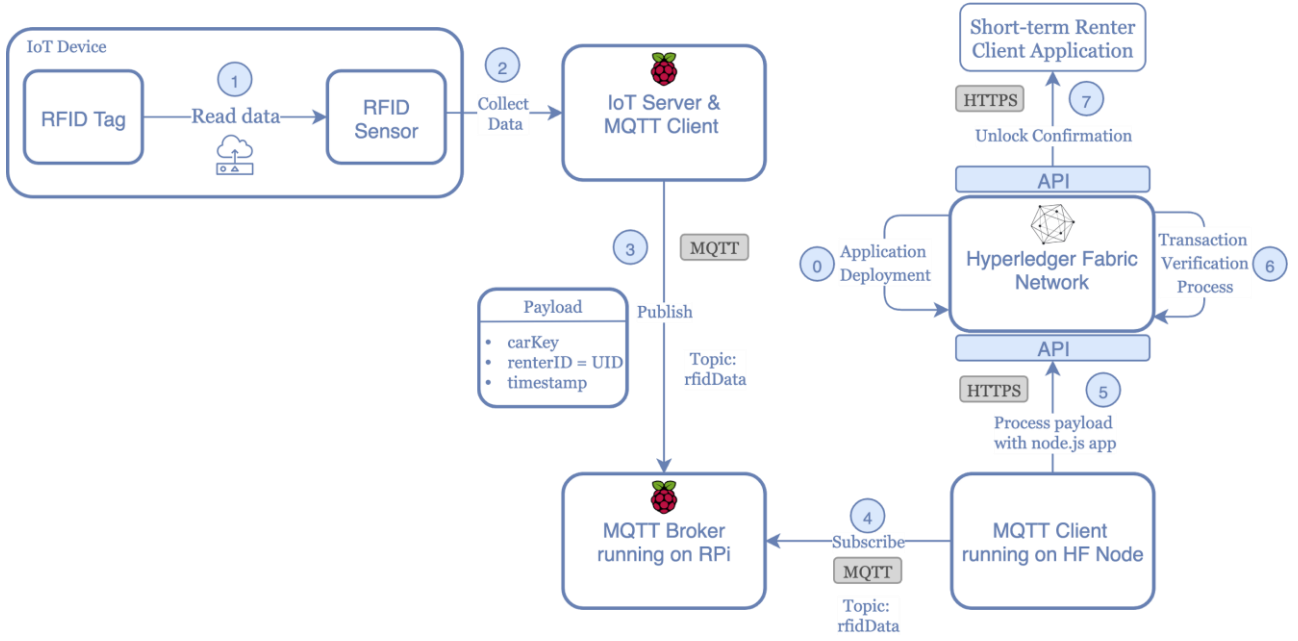 IoT Device
RFID Tag
1
Read data
RFID
Sensor
2
Collect
Data
IoT Server &
MQTT Client
3
MQTT
Publish
Payload
• carKey
• renterID = UID
• timestamp
Topic:
rfidData
MQTT Broker
running on RPi
4
Subscribe
MQTT
Topic:
rfidData
MQTT Client
running on HF Node
HTTPS
5
Process payload
with node.js app
API
Hyperledger Fabric
Network
0
Application
Deployment
Transaction
Verification
Process
6
API
Unlock Confirmation
HTTPS
7
Short-term Renter
Client Application